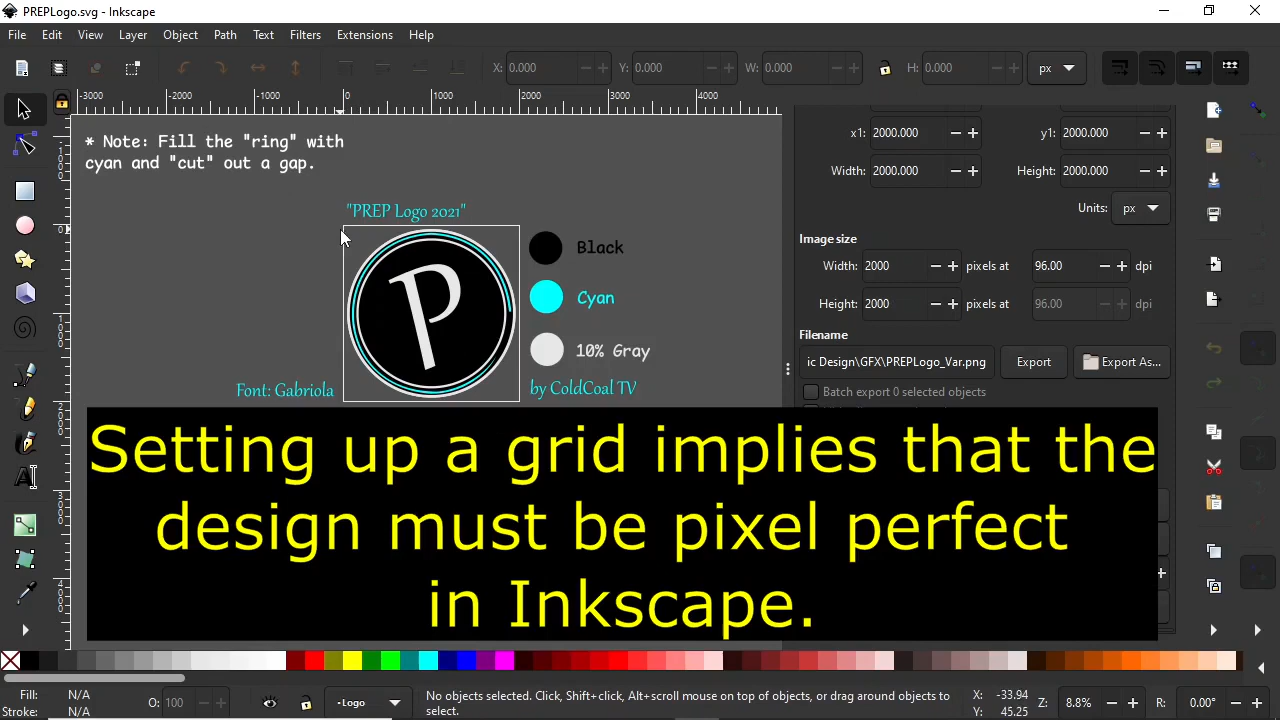 PREPLogo.svg - Inkscape
File Edit View Layer Object Path Text Filters Extensions Help
X: 0.000 Y: 0.000 W: 0.000 H: 0.000 px
-3000 -2000 -1000 0 1000 2000 3000 4000
* Note: Fill the "ring" with
cyan and "cut" out a gap.
"PREP Logo 2021"
P
Black
Cyan
10% Gray
Font: Gabriola
by ColdCoal TV
x1: 2000.000 y1: 2000.000
Width: 2000.000 Height: 2000.000
Units: px
Image size
Width: 2000 pixels at 96.00 dpi
Height: 2000 pixels at 96.00 dpi
Filename
ic Design\GFX\PREPLogo_Var.png Export Export As...
Batch export 0 selected objects
Setting up a grid implies that the
design must be pixel perfect
in Inkscape.
Fill: N/A
Stroke: N/A
O: 100
-Logo
No objects selected. Click, Shift+click, Alt+scroll mouse on top of objects, or drag around objects to
select.
X: -33.94
Y: 45.25
Z: 8.8% R: 0.00°